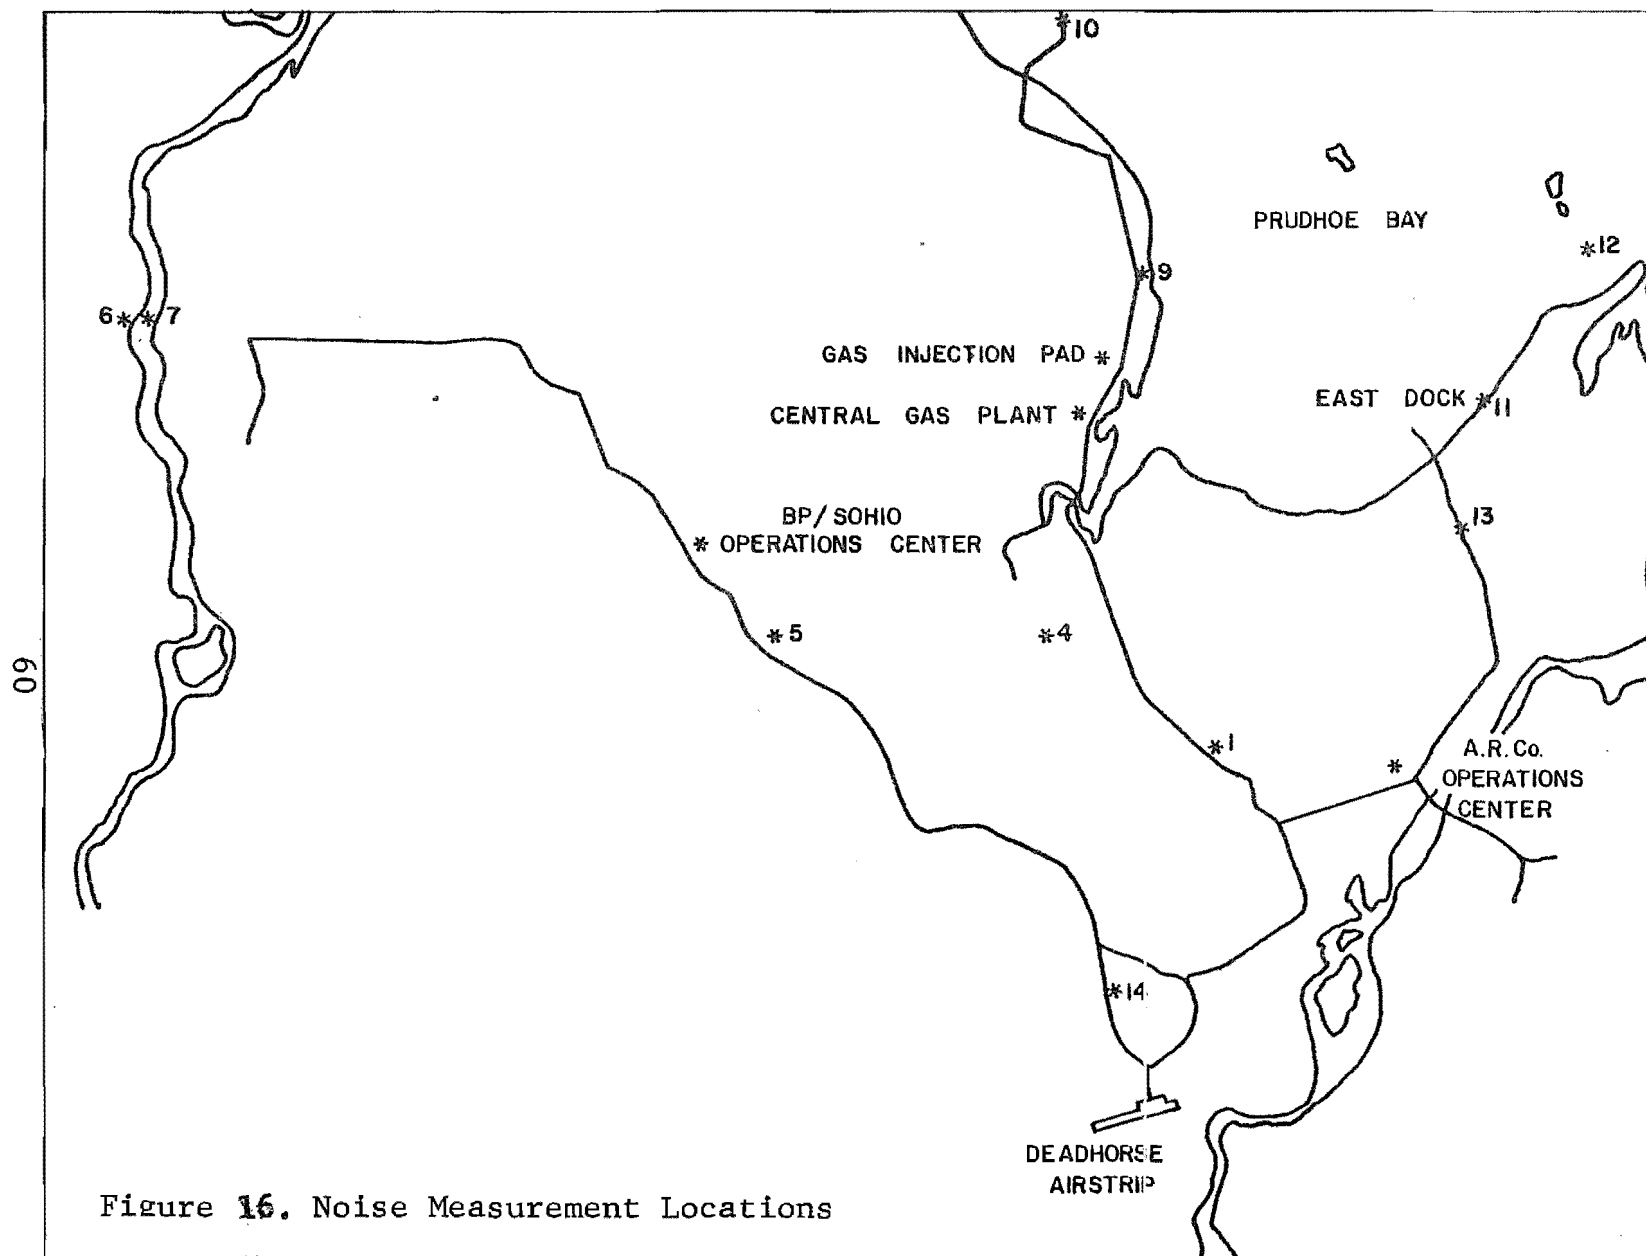 *10
PRUDHOE BAY
*12
*9
6* * 7
GAS INJECTION PAD *
CENTRAL GAS PLANT *
EAST DOCK *
11
BP/SOHIO
* OPERATIONS CENTER
*13
*5
*4
60
*1
*
A.R.Co.
OPERATIONS
CENTER
*14
DEADHORSE
AIRSTRIP
Figure 16. Noise Measurement Locations